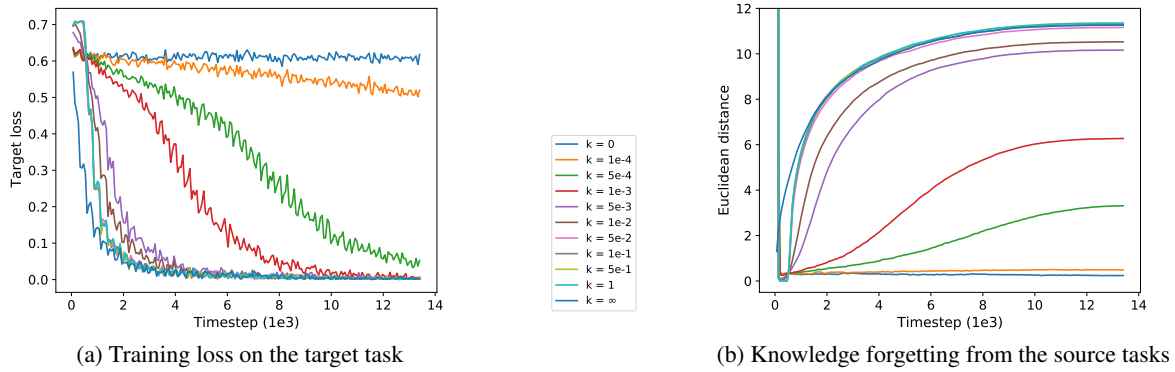 0.7
0.6
0.5
0.4
0.3
0.2
0.1
0.0
Target loss
0 2 4 6 8 10 12 14
Timestep (1e3)
(a) Training loss on the target task
k = 0
k = 1e-4
k = 5e-4
k = 1e-3
k = 5e-3
k = 1e-2
k = 5e-2
k = 1e-1
k = 5e-1
k = 1
k = ∞
12
10
8
6
4
2
0
Euclidean distance
0 2 4 6 8 10 12 14
Timestep (1e3)
(b) Knowledge forgetting from the source tasks